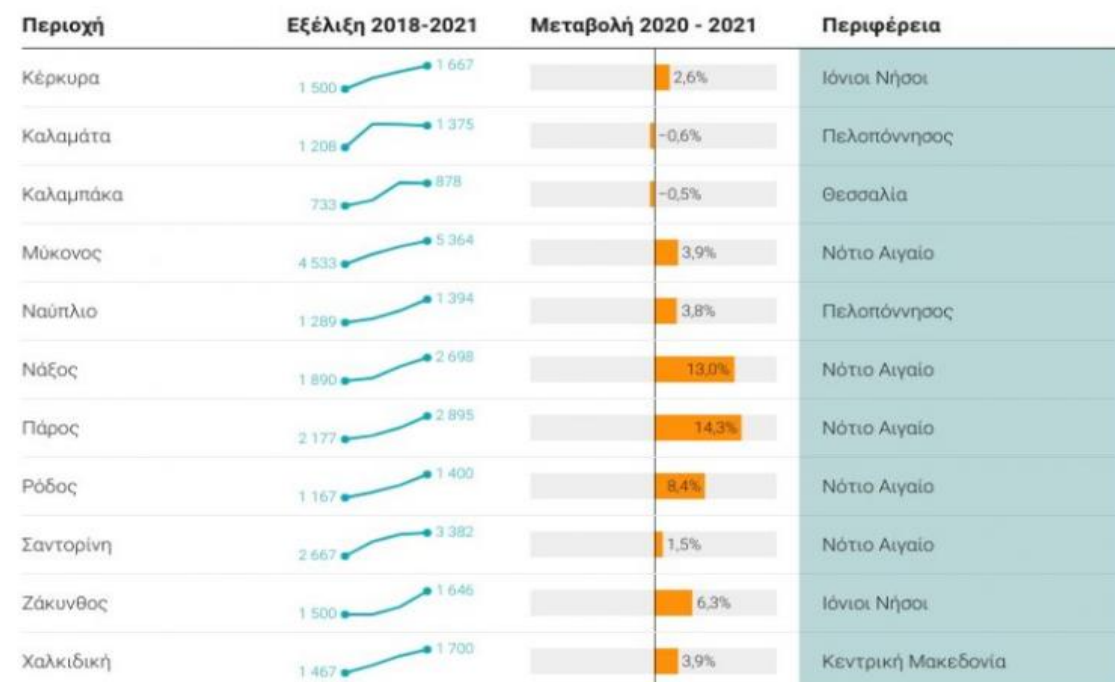 Περιοχή Εξέλιξη 2018-2021 Μεταβολή 2020 - 2021 Περιφέρεια
Κέρκυρα 1 500 1 667 2,6% Ιόνιοι Νήσοι
Καλαμάτα 1 208 1 375 −0,6% Πελοπόννησος
Καλαμπάκα 733 878 −0,5% Θεσσαλία
Μύκονος 4 533 5 364 3,9% Νότιο Αιγαίο
Ναύπλιο 1 289 1 394 3,8% Πελοπόννησος
Νάξος 1 890 2 698 13,0% Νότιο Αιγαίο
Πάρος 2 177 2 895 14,3% Νότιο Αιγαίο
Ρόδος 1 167 1 400 8,4% Νότιο Αιγαίο
Σαντορίνη 2 667 3 382 1,5% Νότιο Αιγαίο
Ζάκυνθος 1 500 1 646 6,3% Ιόνιοι Νήσοι
Χαλκιδική 1 467 1 700 3,9% Κεντρική Μακεδονία